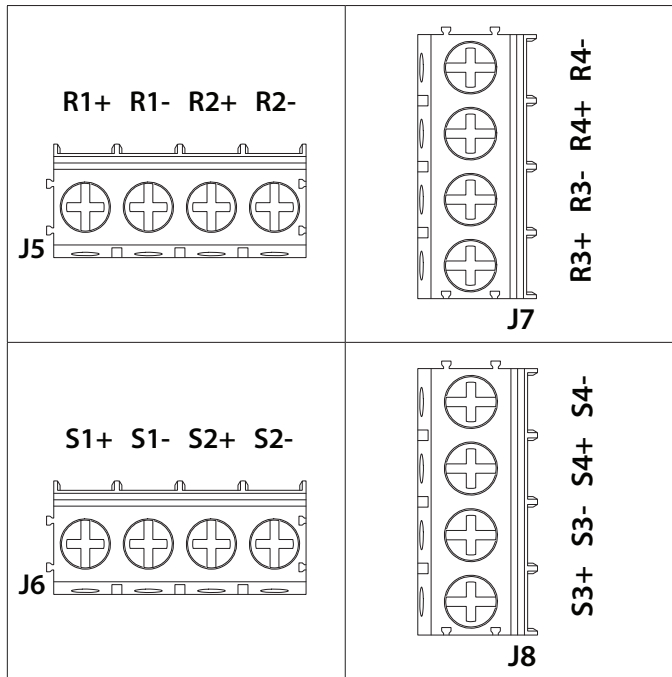 R1+ R1- R2+ R2-
J5
R3+ R3- R4+ R4-
J7
S1+ S1- S2+ S2-
J6
S3+ S3- S4+ S4-
J8